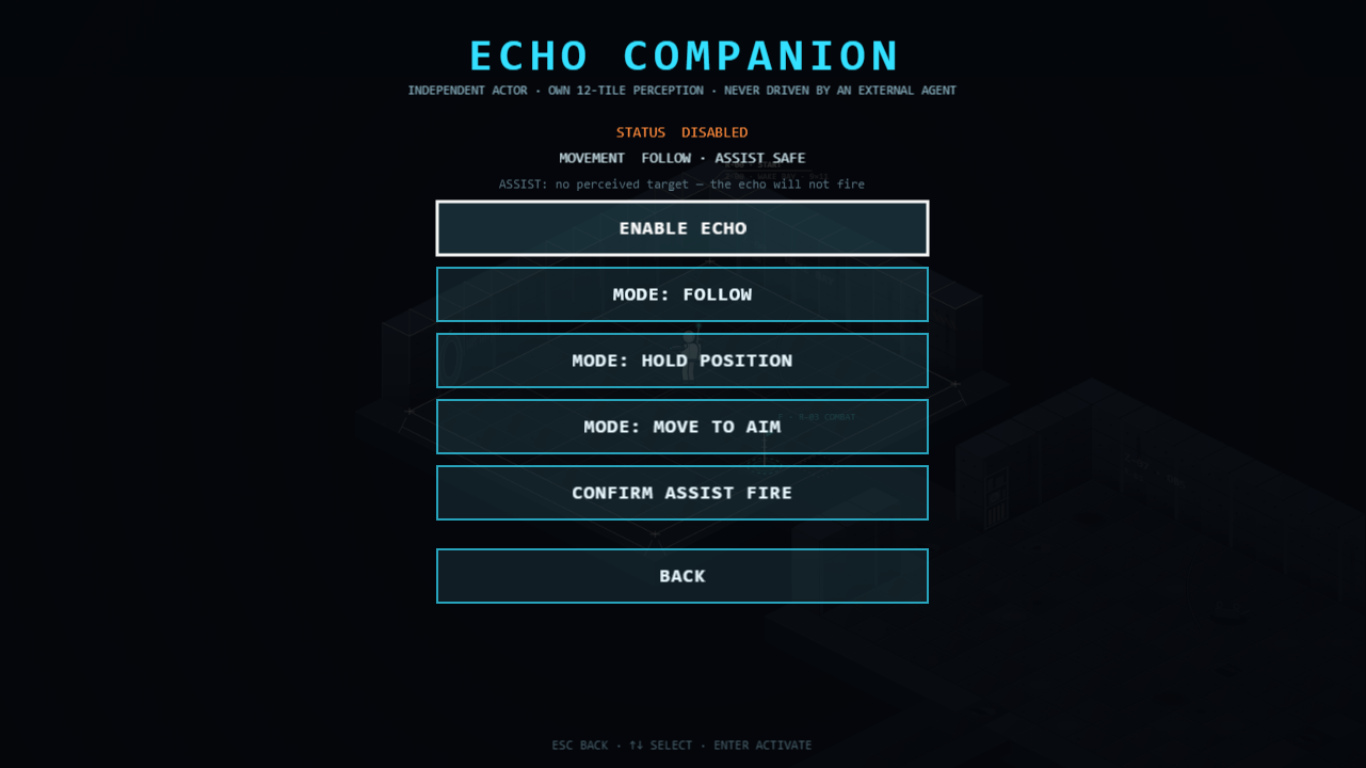 ECHO COMPANION
INDEPENDENT ACTOR · OWN 12-TILE PERCEPTION · NEVER DRIVEN BY AN EXTERNAL AGENT
STATUS DISABLED
MOVEMENT FOLLOW · ASSIST SAFE
ASSIST: no perceived target — the echo will not fire
ENABLE ECHO
MODE: FOLLOW
MODE: HOLD POSITION
MODE: MOVE TO AIM
CONFIRM ASSIST FIRE
BACK
ESC BACK · ↑↓ SELECT · ENTER ACTIVATE